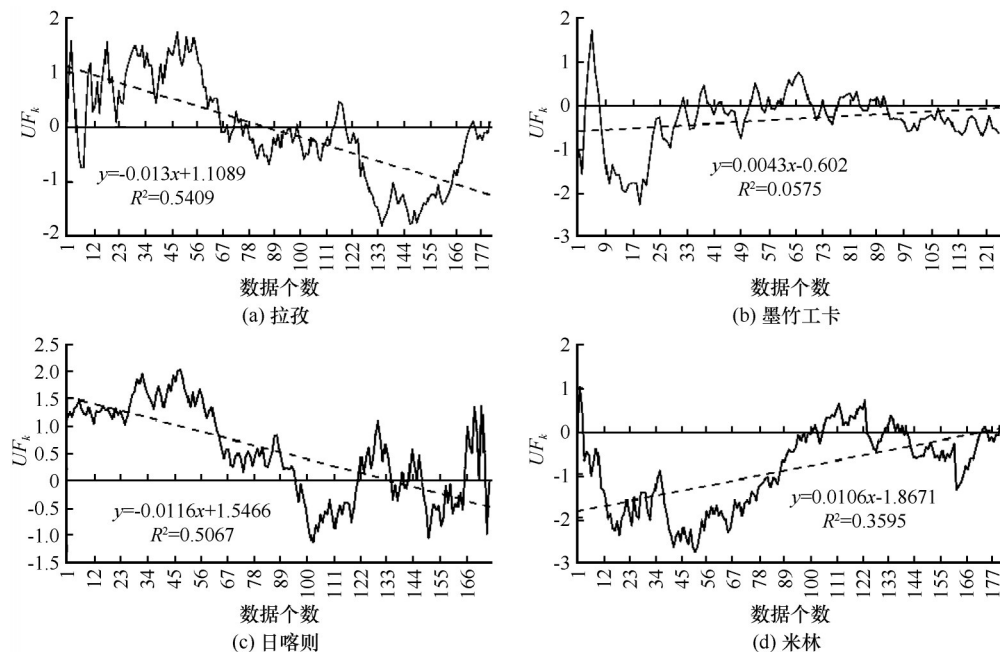 2
1
0
-1
-2
UFk
y=-0.013x+1.1089
R²=0.5409
1 12 23 34 45 56 67 78 89 100 111 122 133 144 155 166 177
数据个数
(a) 拉孜
2
1
0
-1
-2
-3
UFk
y=0.0043x-0.602
R²=0.0575
1 9 17 25 33 41 49 57 65 73 81 89 97 105 113 121
数据个数
(b) 墨竹工卡
2.5
2.0
1.5
1.0
0.5
0
-0.5
-1.0
-1.5
UFk
y=-0.0116x+1.5466
R²=0.5067
1 12 23 34 45 56 67 78 89 100 111 122 133 144 155 166
数据个数
(c) 日喀则
2
1
0
-1
-2
-3
UFk
y=0.0106x-1.8671
R²=0.3595
1 12 23 34 45 56 67 78 89 100 111 122 133 144 155 166 177
数据个数
(d) 米林